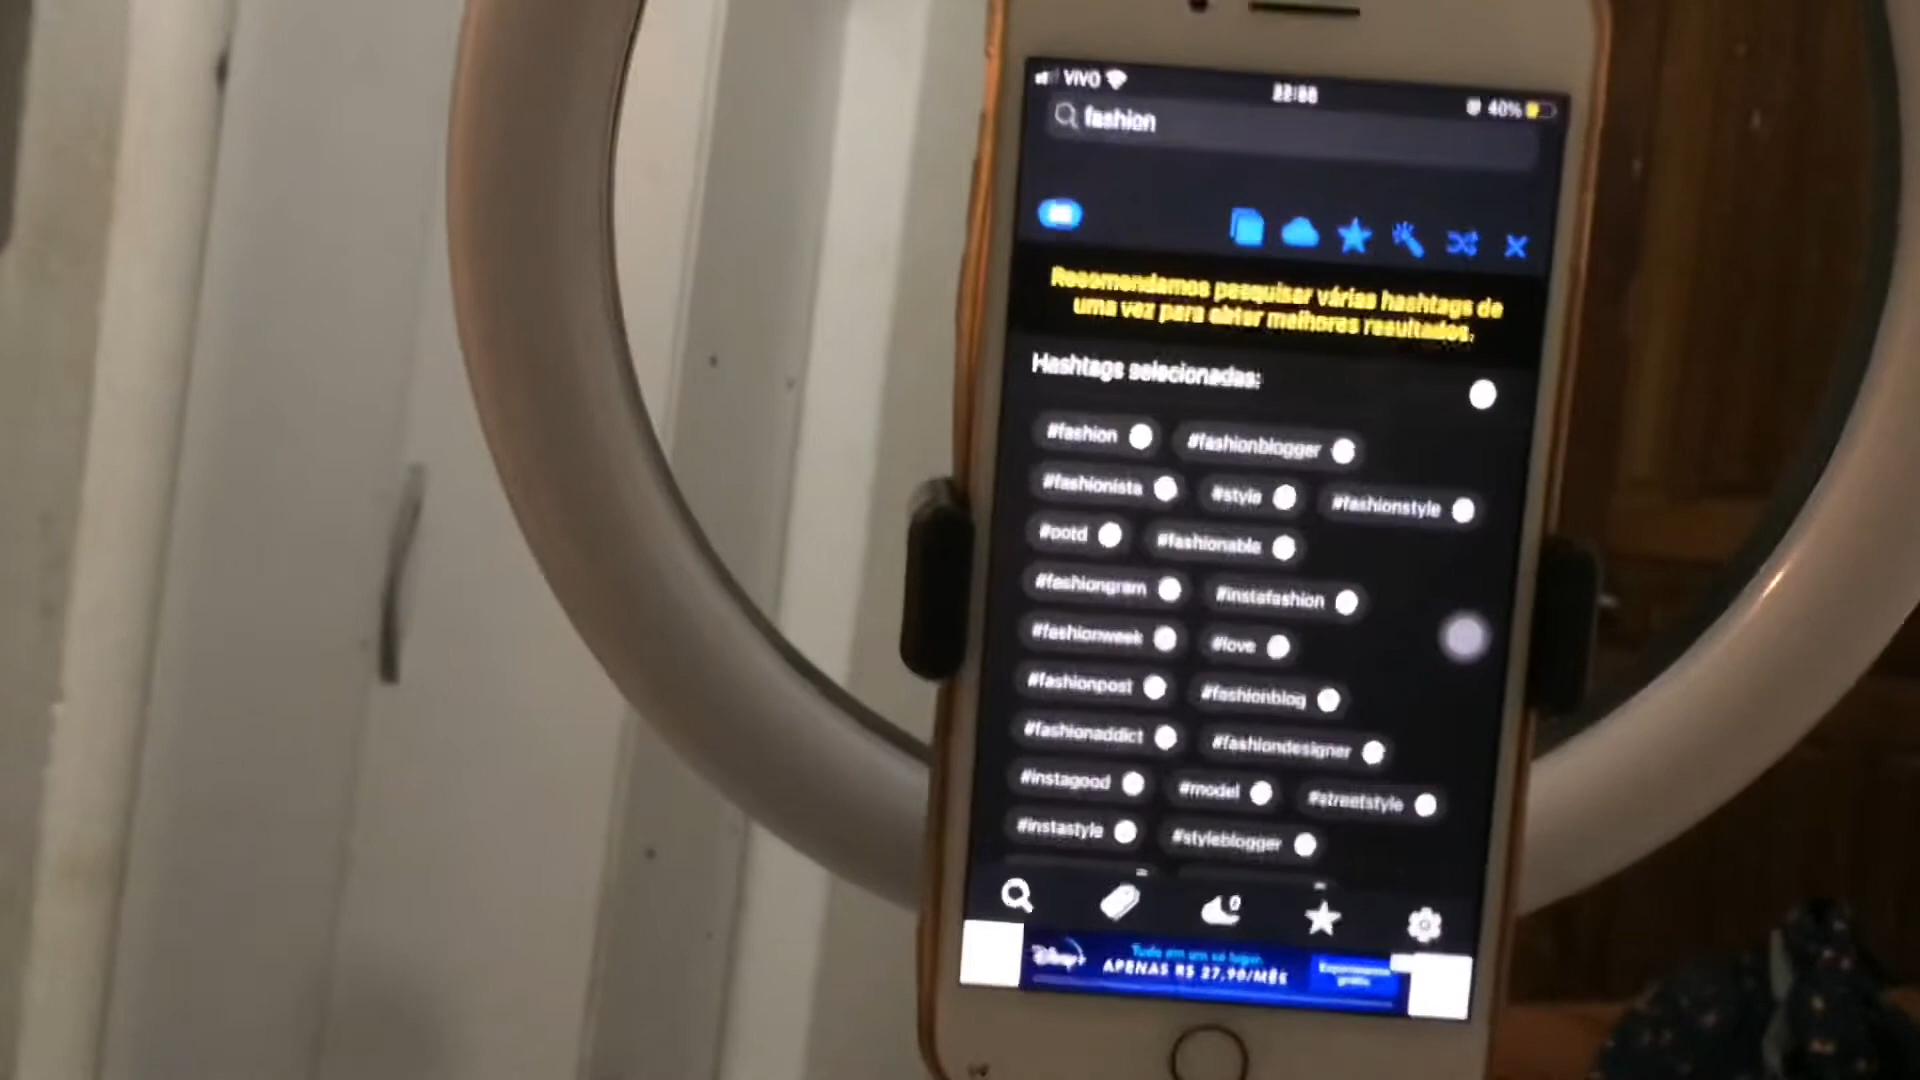 VIVO
40%
fashion
Recomendamos pesquisar várias hashtags de
uma vez para obter melhores resultados.
Hashtags selecionadas:
#fashion #fashionblogger
#fashionista #style #fashionstyle
#potd #fashionable
#fashiongram #instafashion
#fashionweek #love
#fashionpost #fashionblog
#fashionaddict #fashiondesigner
#instagood #model #streetstyle
#instastyle #styleblogger
0
Disney+
Tudo em um só lugar.
APENAS R$ 27,90/MÊS
Experimente
grátis